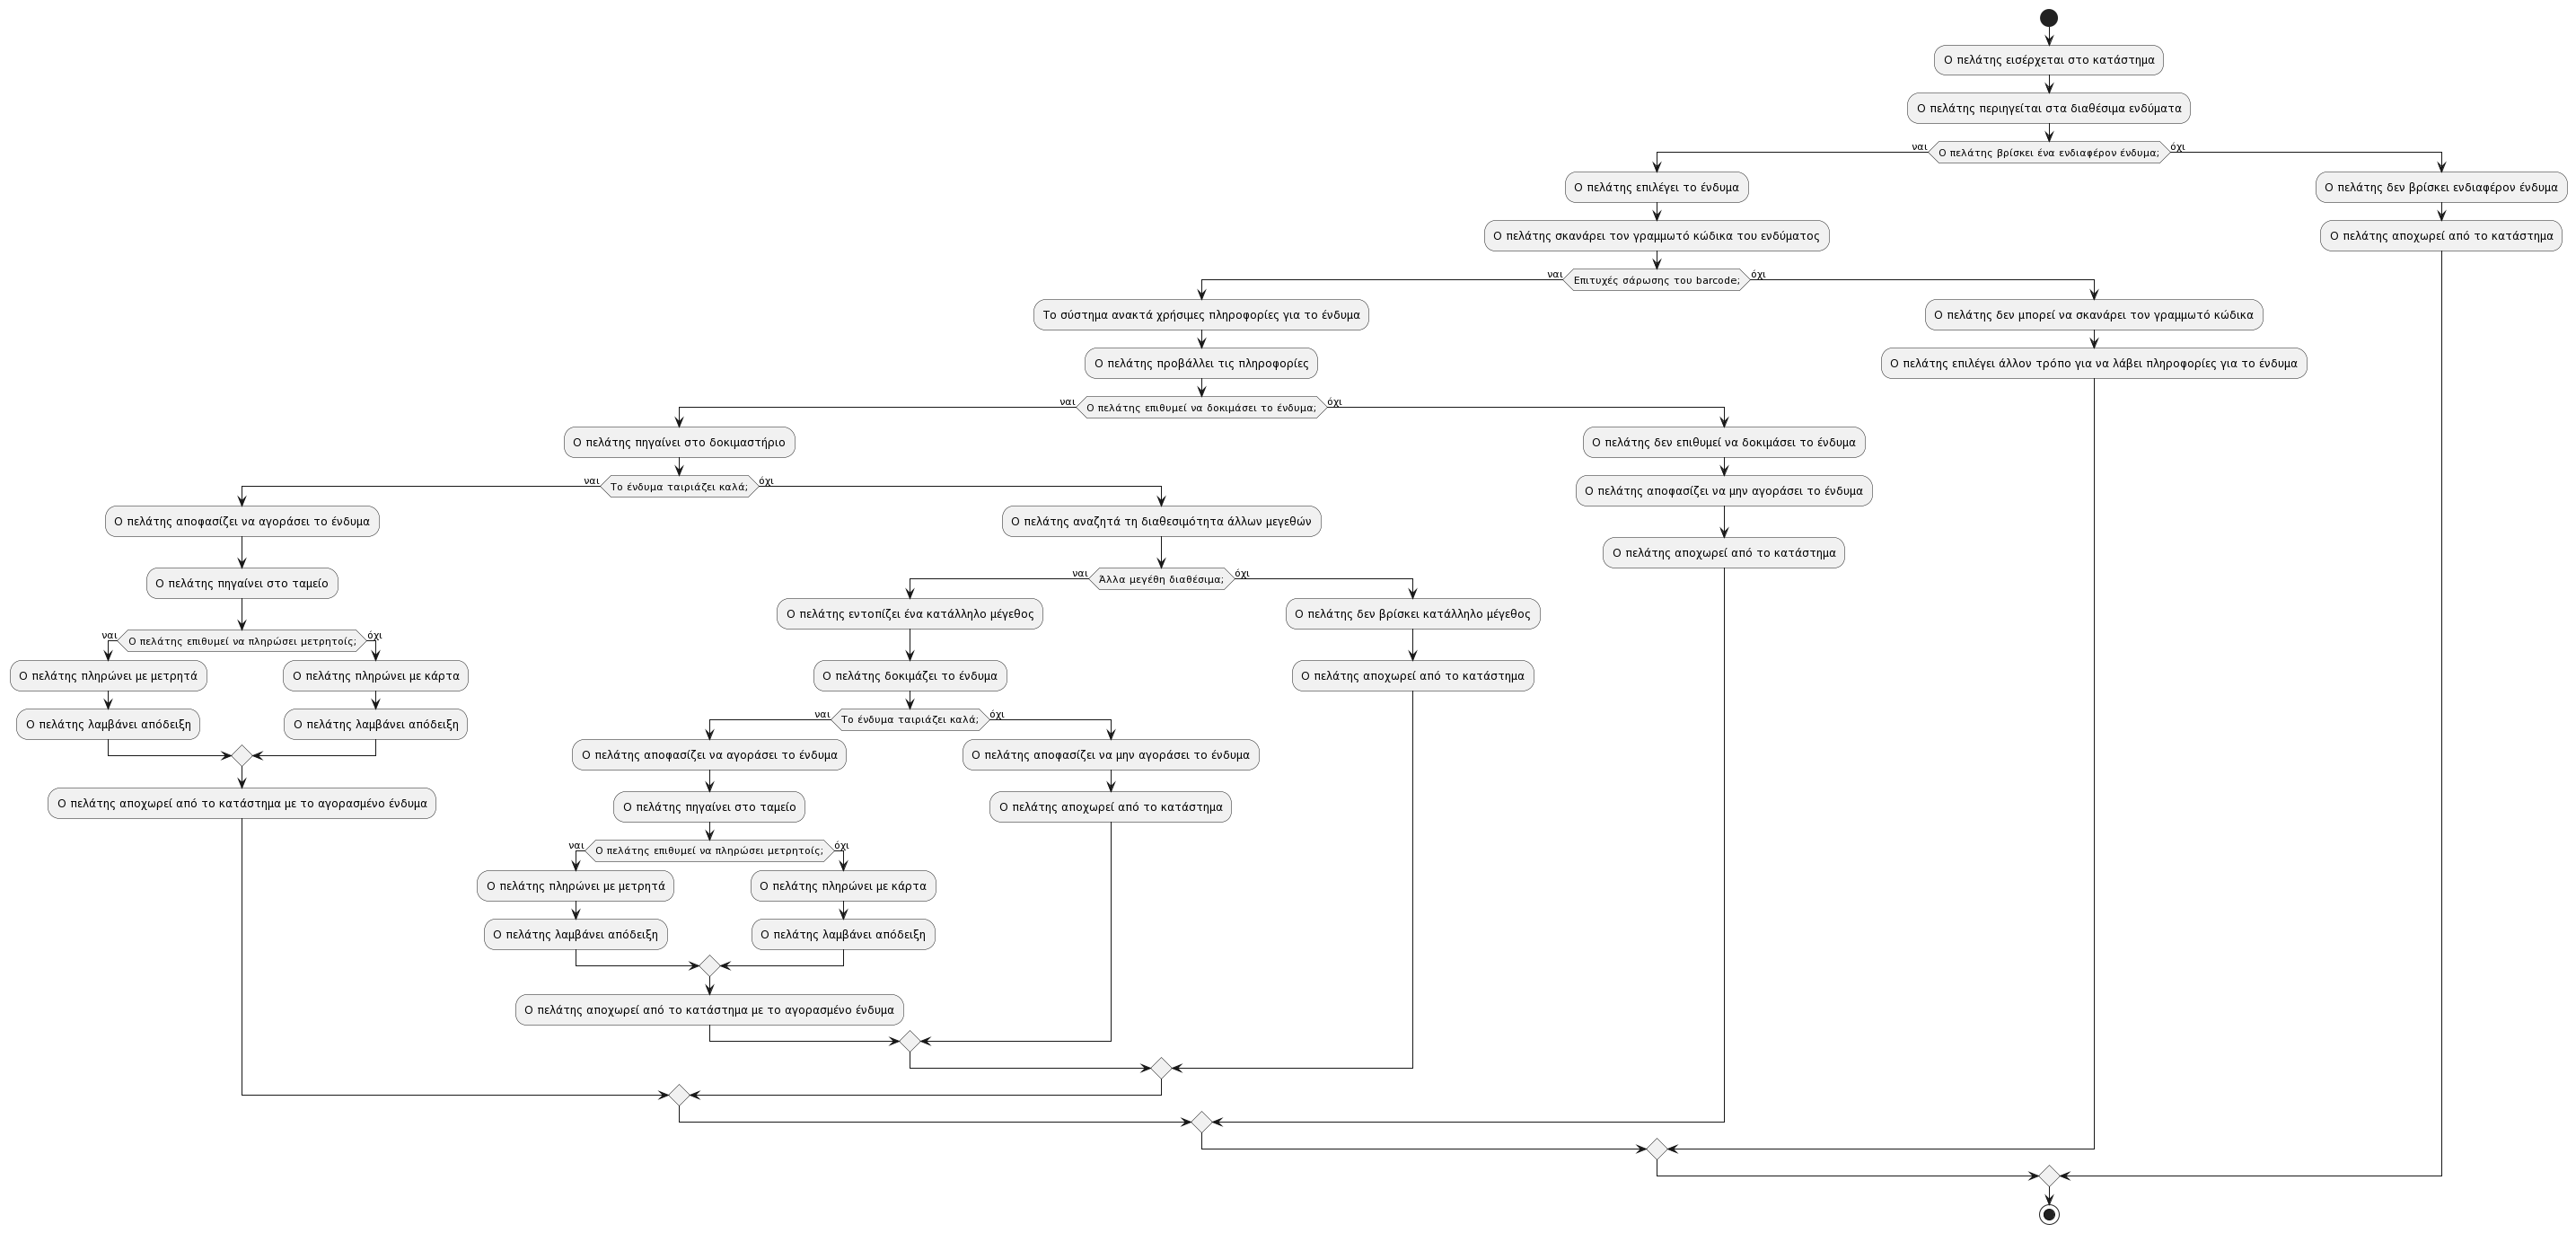 Ο πελάτης εισέρχεται στο κατάστημα
Ο πελάτης περιηγείται στα διαθέσιμα ενδύματα
ναι
Ο πελάτης βρίσκει ένα ενδιαφέρον ένδυμα;
όχι
Ο πελάτης επιλέγει το ένδυμα
Ο πελάτης δεν βρίσκει ενδιαφέρον ένδυμα
Ο πελάτης σκανάρει τον γραμμωτό κώδικα του ενδύματος
Ο πελάτης αποχωρεί από το κατάστημα
ναι
Επιτυχές σάρωσης του barcode;
όχι
Το σύστημα ανακτά χρήσιμες πληροφορίες για το ένδυμα
Ο πελάτης δεν μπορεί να σκανάρει τον γραμμωτό κώδικα
Ο πελάτης προβάλλει τις πληροφορίες
Ο πελάτης επιλέγει άλλον τρόπο για να λάβει πληροφορίες για το ένδυμα
ναι
Ο πελάτης επιθυμεί να δοκιμάσει το ένδυμα;
όχι
Ο πελάτης πηγαίνει στο δοκιμαστήριο
Ο πελάτης δεν επιθυμεί να δοκιμάσει το ένδυμα
ναι
Το ένδυμα ταιριάζει καλά;
όχι
Ο πελάτης αποφασίζει να μην αγοράσει το ένδυμα
Ο πελάτης αποφασίζει να αγοράσει το ένδυμα
Ο πελάτης αναζητά τη διαθεσιμότητα άλλων μεγεθών
Ο πελάτης αποχωρεί από το κατάστημα
Ο πελάτης πηγαίνει στο ταμείο
ναι
Άλλα μεγέθη διαθέσιμα;
όχι
Ο πελάτης εντοπίζει ένα κατάλληλο μέγεθος
Ο πελάτης δεν βρίσκει κατάλληλο μέγεθος
ναι
Ο πελάτης επιθυμεί να πληρώσει μετρητοίς;
όχι
Ο πελάτης πληρώνει με μετρητά
Ο πελάτης πληρώνει με κάρτα
Ο πελάτης δοκιμάζει το ένδυμα
Ο πελάτης αποχωρεί από το κατάστημα
Ο πελάτης λαμβάνει απόδειξη
Ο πελάτης λαμβάνει απόδειξη
ναι
Το ένδυμα ταιριάζει καλά;
όχι
Ο πελάτης αποφασίζει να αγοράσει το ένδυμα
Ο πελάτης αποφασίζει να μην αγοράσει το ένδυμα
Ο πελάτης αποχωρεί από το κατάστημα με το αγορασμένο ένδυμα
Ο πελάτης πηγαίνει στο ταμείο
Ο πελάτης αποχωρεί από το κατάστημα
ναι
Ο πελάτης επιθυμεί να πληρώσει μετρητοίς;
όχι
Ο πελάτης πληρώνει με μετρητά
Ο πελάτης πληρώνει με κάρτα
Ο πελάτης λαμβάνει απόδειξη
Ο πελάτης λαμβάνει απόδειξη
Ο πελάτης αποχωρεί από το κατάστημα με το αγορασμένο ένδυμα